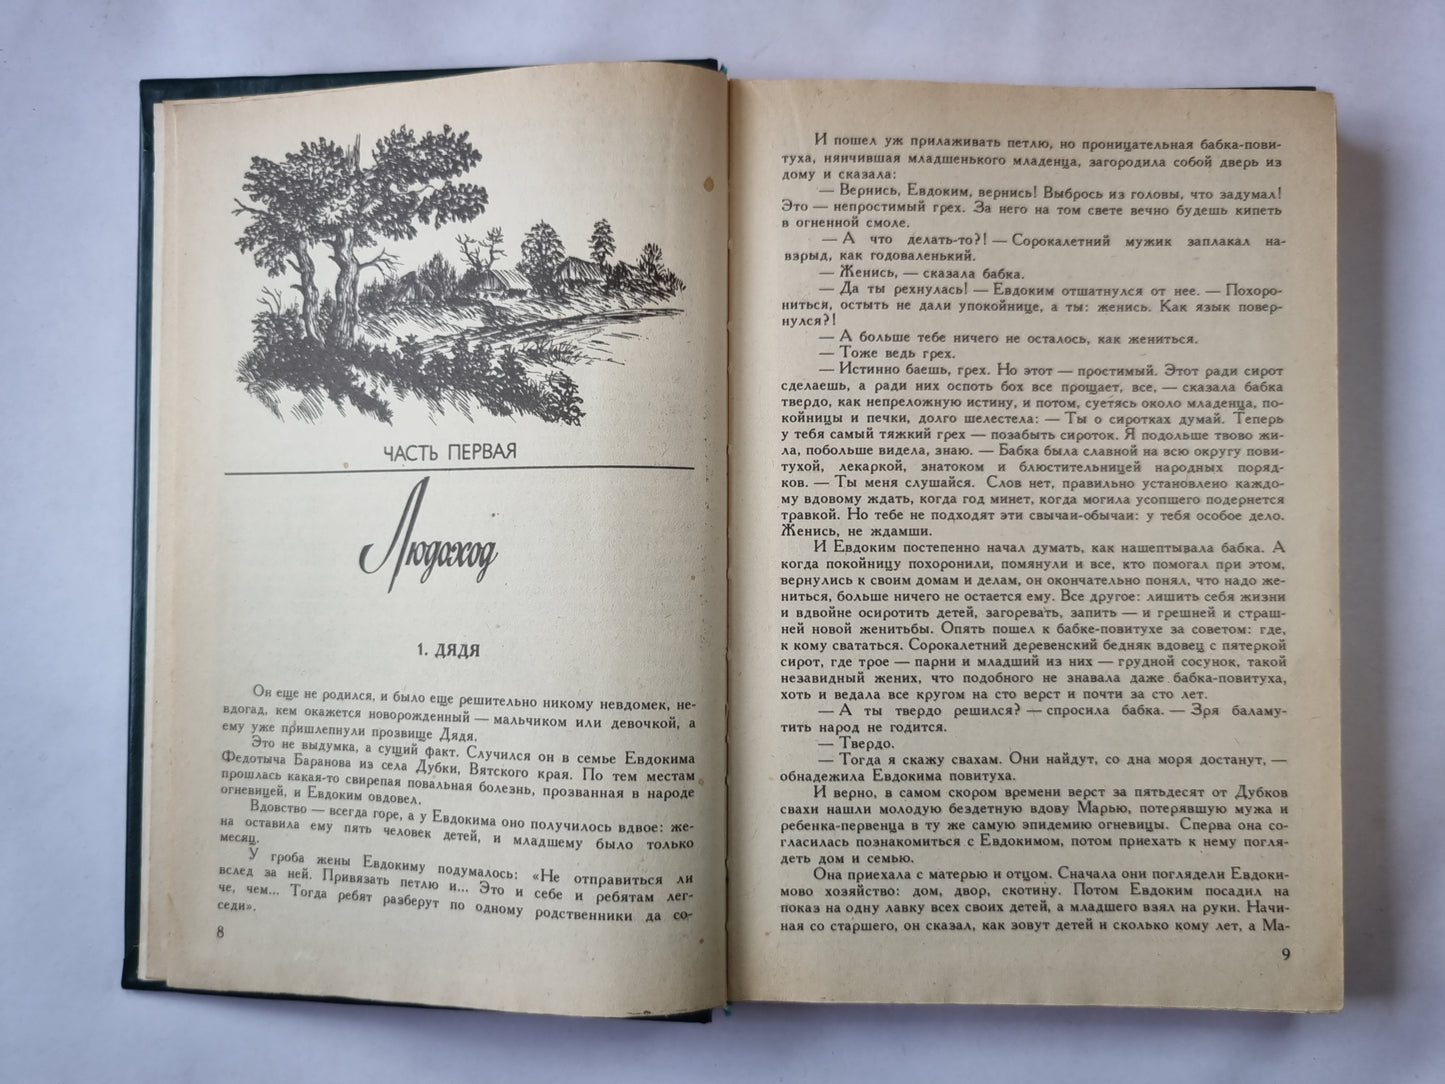 ЧАСТЬ ПЕРВАЯ
Людоход
1. ДЯДЯ
Он еще не родился, и было еще решительно никому невдомек, не-
вдогад, кем окажется новорожденный — мальчиком или девочкой, а
ему уже пришлепнули прозвище Дядя.
Это не выдумка, а сущий факт. Случился он в семье Евдокима
Федотыча Баранова из села Дубки, Вятского края. По тем местам
прошлась какая-то свирепая повальная болезнь, прозванная в народе
огневицей, и Евдоким овдовел.
Вдовство — всегда горе, а у Евдокима оно получилось вдвое: же-
на оставила ему пять человек детей, и младшему было только
месяц.
У гроба жены Евдокиму подумалось: «Не отправиться ли
вслед за ней. Привязать петлю и... Это и себе и ребятам лег-
че, чем... Тогда ребят разберут по одному родственники да со-
седи».
8
И пошел уж прилаживать петлю, но проницательная бабка-пови-
туха, нянчившая младшенького младенца, загородила собой дверь из
дому и сказала:
— Вернись, Евдоким, вернись! Выбрось из головы, что задумал!
Это — непростимый грех. За него на том свете вечно будешь кипеть
в огненной смоле.
— А что делать-то?! — Сорокалетний мужик заплакал на-
взрыд, как годоваленький.
— Женись, — сказала бабка.
— Да ты рехнулась! — Евдоким отшатнулся от нее. — Похоро-
ниться, остыть не дали упокойнице, а ты: женись. Как язык повер-
нулся?!
— А больше тебе ничего не осталось, как жениться.
— Тоже ведь грех.
— Истинно баешь, грех. Но этот — простимый. Этот ради сирот
сделаешь, а ради них оспоть бох все прощает, все, — сказала бабка
твердо, как непреложную истину, и потом, суетясь около младенца, по-
койницы и печки, долго шелестела: — Ты о сиротках думай. Теперь
у тебя самый тяжкий грех — позабыть сироток. Я подольше твово жи-
ла, побольше видела, знаю. — Бабка была славной на всю округу пови-
тухой, лекаркой, знатоком и блюстительницей народных поряд-
ков. — Ты меня слушайся. Слов нет, правильно установлено каждо-
му вдовому ждать, когда год минет, когда могила усопшего подернется
травкой. Но тебе не подходят эти свычаи-обычаи: у тебя особое дело.
Женись, не ждамши.
И Евдоким постепенно начал думать, как нашептывала бабка. А
когда покойницу похоронили, помянули и все, кто помогал при этом,
вернулись к своим домам и делам, он окончательно понял, что надо же-
ниться, больше ничего не остается ему. Все другое: лишить себя жизни
и вдвойне осиротить детей, загоревать, запить — и грешней и страш-
ней новой женитьбы. Опять пошел к бабке-повитухе за советом: где,
к кому свататься. Сорокалетний деревенский бедняк вдовец с пятеркой
сирот, где трое — парни и младший из них — грудной сосунок, такой
незавидный жених, что подобного не знавала даже бабка-повитуха,
хоть и ведала все кругом на сто верст и почти за сто лет.
— А ты твердо решился? — спросила бабка. — Зря баламу-
тить народ не годится.
— Твердо.
— Тогда я скажу свахам. Они найдут, со дна моря достанут, —
обнадежила Евдокима повитуха.
И верно, в самом скором времени верст за пятьдесят от Дубков
свахи нашли молодую бездетную вдову Марью, потерявшую мужа и
ребенка-первенца в ту же самую эпидемию огневицы. Сперва она со-
гласилась познакомиться с Евдокимом, потом приехать к нему погля-
деть дом и семью.
Она приехала с матерью и отцом. Сначала они поглядели Евдоки-
мово хозяйство: дом, двор, скотину. Потом Евдоким посадил на
показ на одну лавку всех своих детей, а младшего взял на руки. Начи-
ная со старшего, он сказал, как зовут детей и сколько кому лет, а Ма-
9